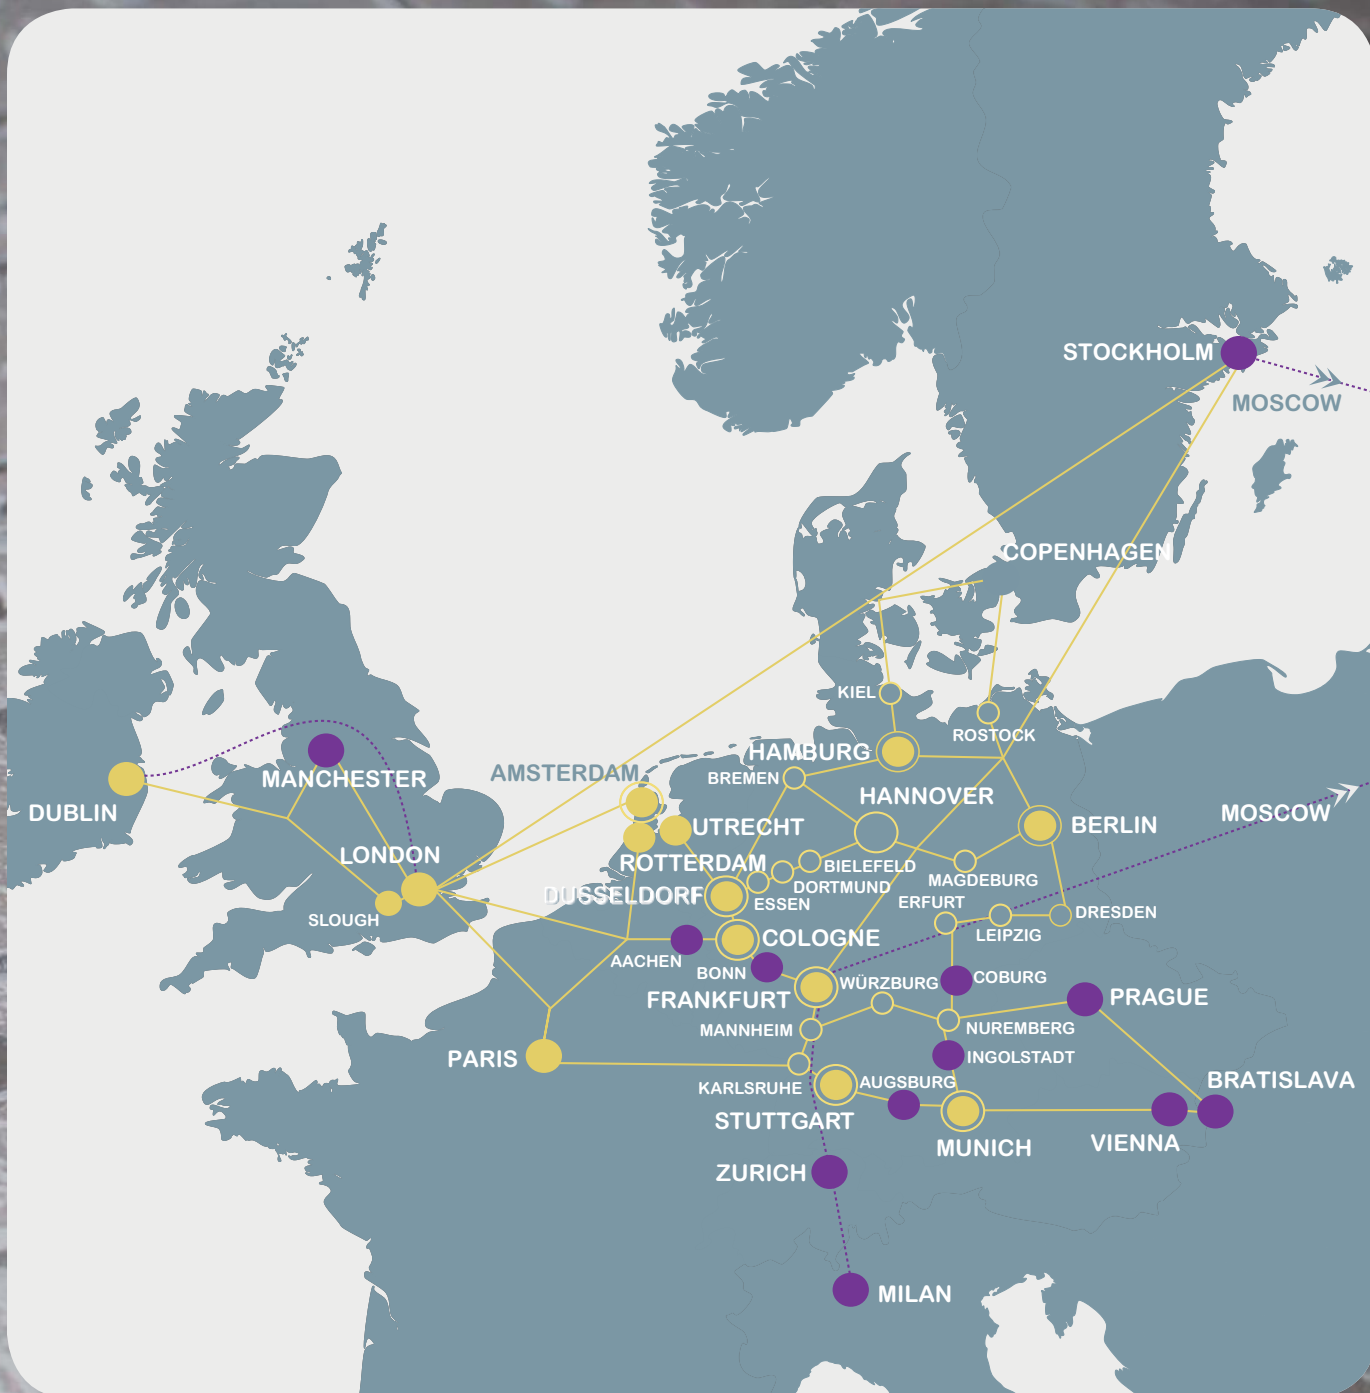 STOCKHOLM
MOSCOW
COPENHAGEN
KIEL
ROSTOCK
HAMBURG
BREMEN
AMSTERDAM
MANCHESTER
HANNOVER
DUBLIN
MOSCOW
UTRECHT
BERLIN
LONDON
ROTTERDAM
BIELEFELD
MAGDEBURG
DORTMUND
DUSSELDORF
ESSEN
ERFURT
SLOUGH
DRESDEN
LEIPZIG
COLOGNE
AACHEN
BONN
COBURG
WÜRZBURG
FRANKFURT
PRAGUE
MANNHEIM
NUREMBERG
PARIS
INGOLSTADT
KARLSRUHE
AUGSBURG
BRATISLAVA
STUTTGART
MUNICH
VIENNA
ZURICH
MILAN